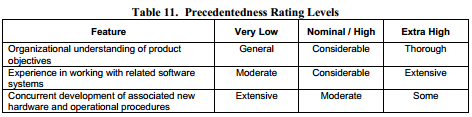 Table 11. Precedentedness Rating Levels
Feature Very Low Nominal / High Extra High
Organizational understanding of product objectives General Considerable Thorough
Experience in working with related software systems Moderate Considerable Extensive
Concurrent development of associated new hardware and operational procedures Extensive Moderate Some